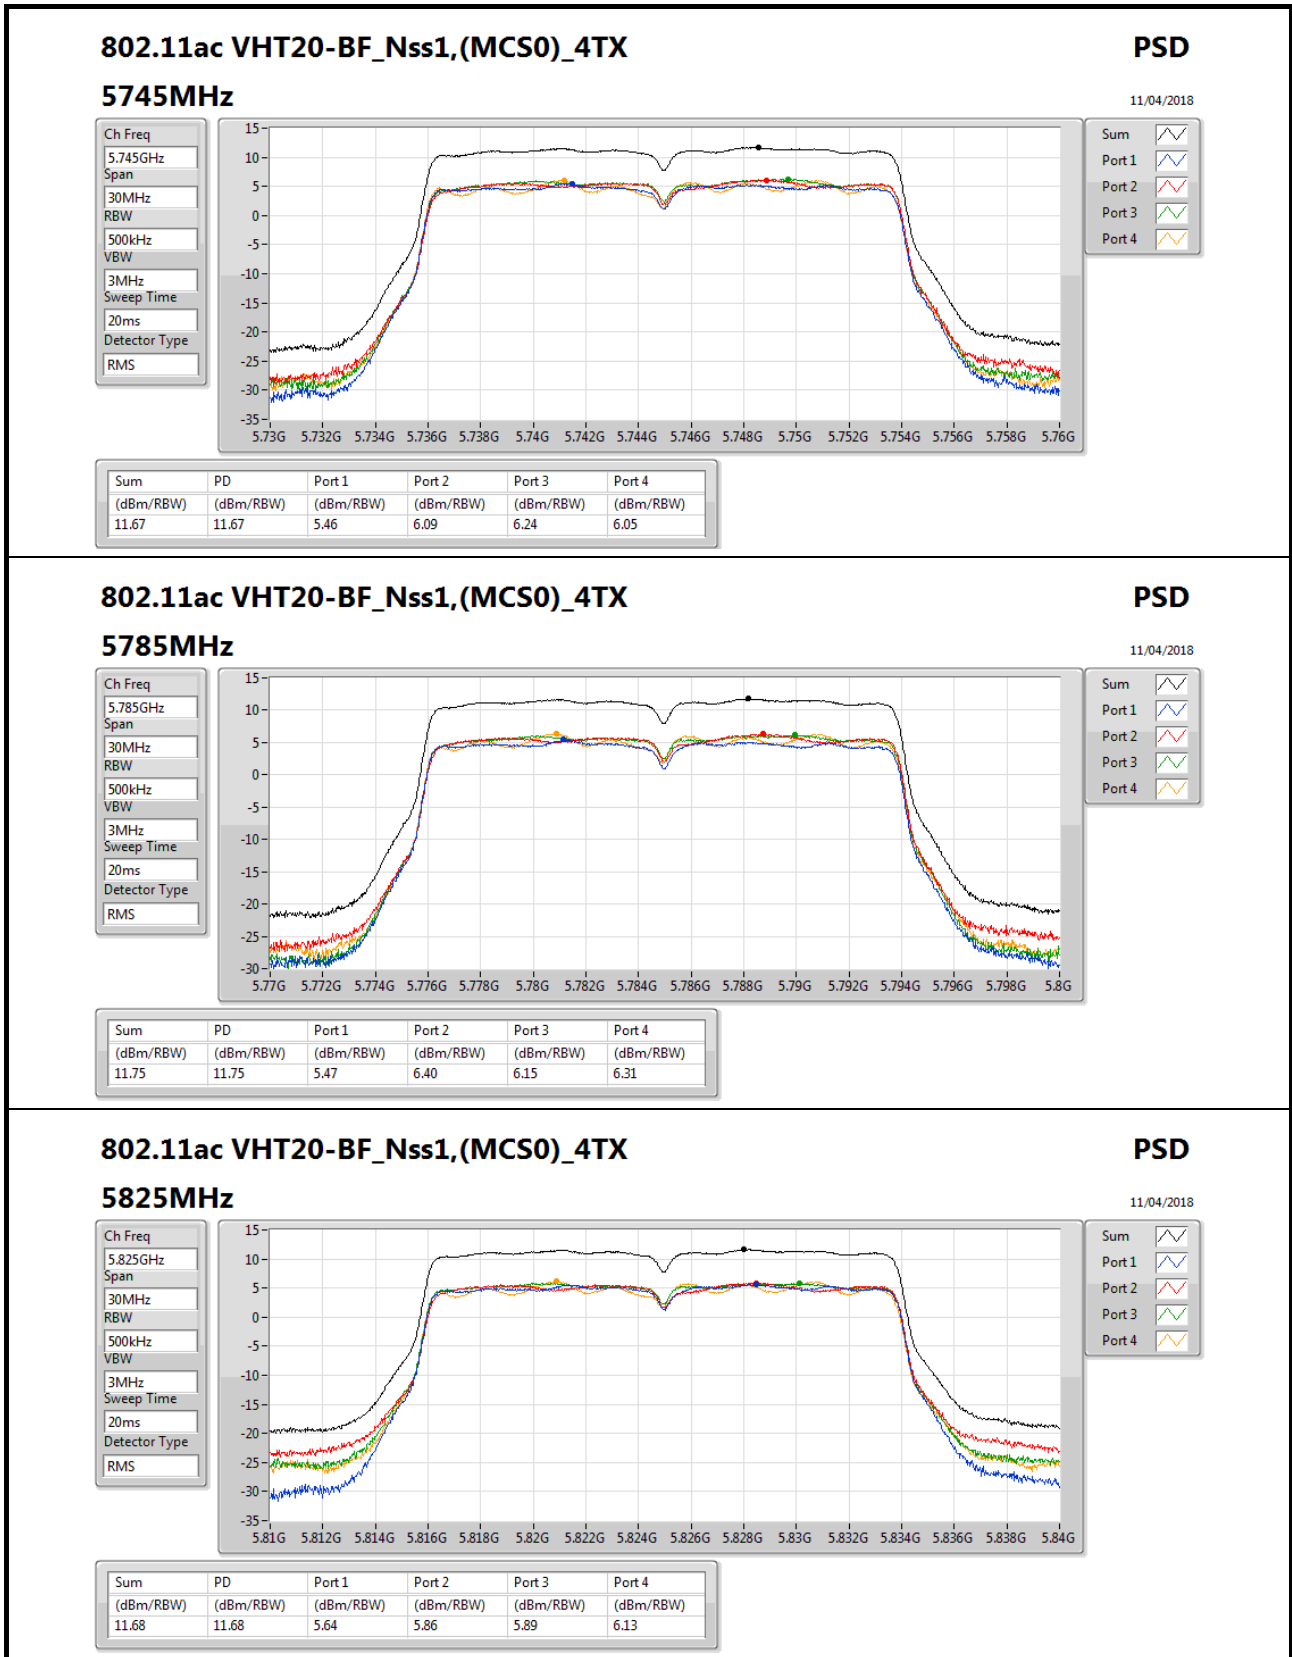 802.11ac VHT20-BF_Nss1,(MCS0)_4TX PSD
5745MHz 11/04/2018
Ch Freq
5.745GHz
Span
30MHz
RBW
500kHz
VBW
3MHz
Sweep Time
20ms
Detector Type
RMS
15
10
5
0
-5
-10
-15
-20
-25
-30
-35
5.73G 5.732G 5.734G 5.736G 5.738G 5.74G 5.742G 5.744G 5.746G 5.748G 5.75G 5.752G 5.754G 5.756G 5.758G 5.76G
Sum
Port 1
Port 2
Port 3
Port 4
Sum PD Port 1 Port 2 Port 3 Port 4
(dBm/RBW) (dBm/RBW) (dBm/RBW) (dBm/RBW) (dBm/RBW) (dBm/RBW)
11.67 11.67 5.46 6.09 6.24 6.05
802.11ac VHT20-BF_Nss1,(MCS0)_4TX PSD
5785MHz 11/04/2018
Ch Freq
5.785GHz
Span
30MHz
RBW
500kHz
VBW
3MHz
Sweep Time
20ms
Detector Type
RMS
15
10
5
0
-5
-10
-15
-20
-25
-30
5.77G 5.772G 5.774G 5.776G 5.778G 5.78G 5.782G 5.784G 5.786G 5.788G 5.79G 5.792G 5.794G 5.796G 5.798G 5.8G
Sum
Port 1
Port 2
Port 3
Port 4
Sum PD Port 1 Port 2 Port 3 Port 4
(dBm/RBW) (dBm/RBW) (dBm/RBW) (dBm/RBW) (dBm/RBW) (dBm/RBW)
11.75 11.75 5.47 6.40 6.15 6.31
802.11ac VHT20-BF_Nss1,(MCS0)_4TX PSD
5825MHz 11/04/2018
Ch Freq
5.825GHz
Span
30MHz
RBW
500kHz
VBW
3MHz
Sweep Time
20ms
Detector Type
RMS
15
10
5
0
-5
-10
-15
-20
-25
-30
-35
5.81G 5.812G 5.814G 5.816G 5.818G 5.82G 5.822G 5.824G 5.826G 5.828G 5.83G 5.832G 5.834G 5.836G 5.838G 5.84G
Sum
Port 1
Port 2
Port 3
Port 4
Sum PD Port 1 Port 2 Port 3 Port 4
(dBm/RBW) (dBm/RBW) (dBm/RBW) (dBm/RBW) (dBm/RBW) (dBm/RBW)
11.68 11.68 5.64 5.86 5.89 6.13